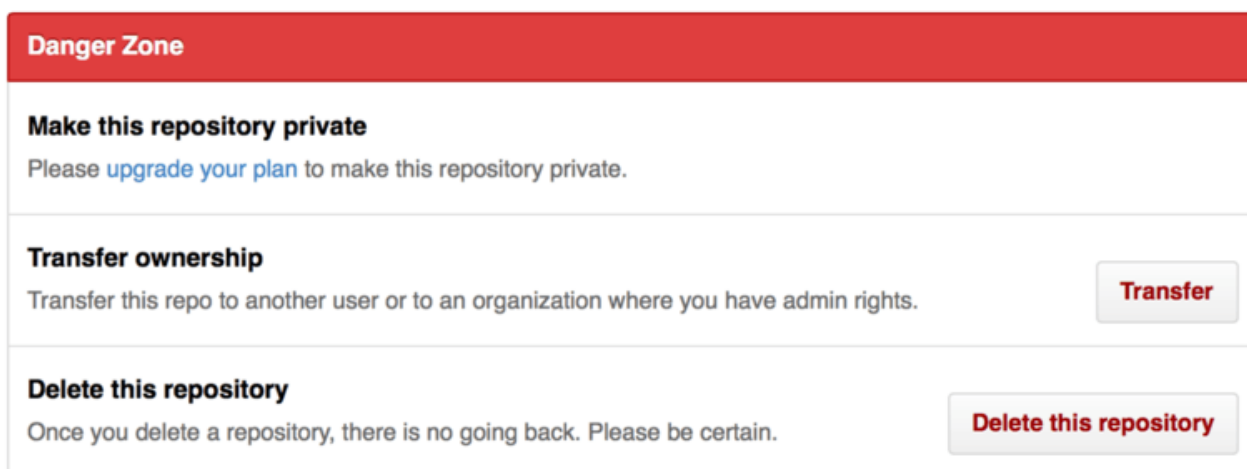 Danger Zone
Make this repository private
Please upgrade your plan to make this repository private.
Transfer ownership
Transfer this repo to another user or to an organization where you have admin rights.
Transfer
Delete this repository
Once you delete a repository, there is no going back. Please be certain.
Delete this repository